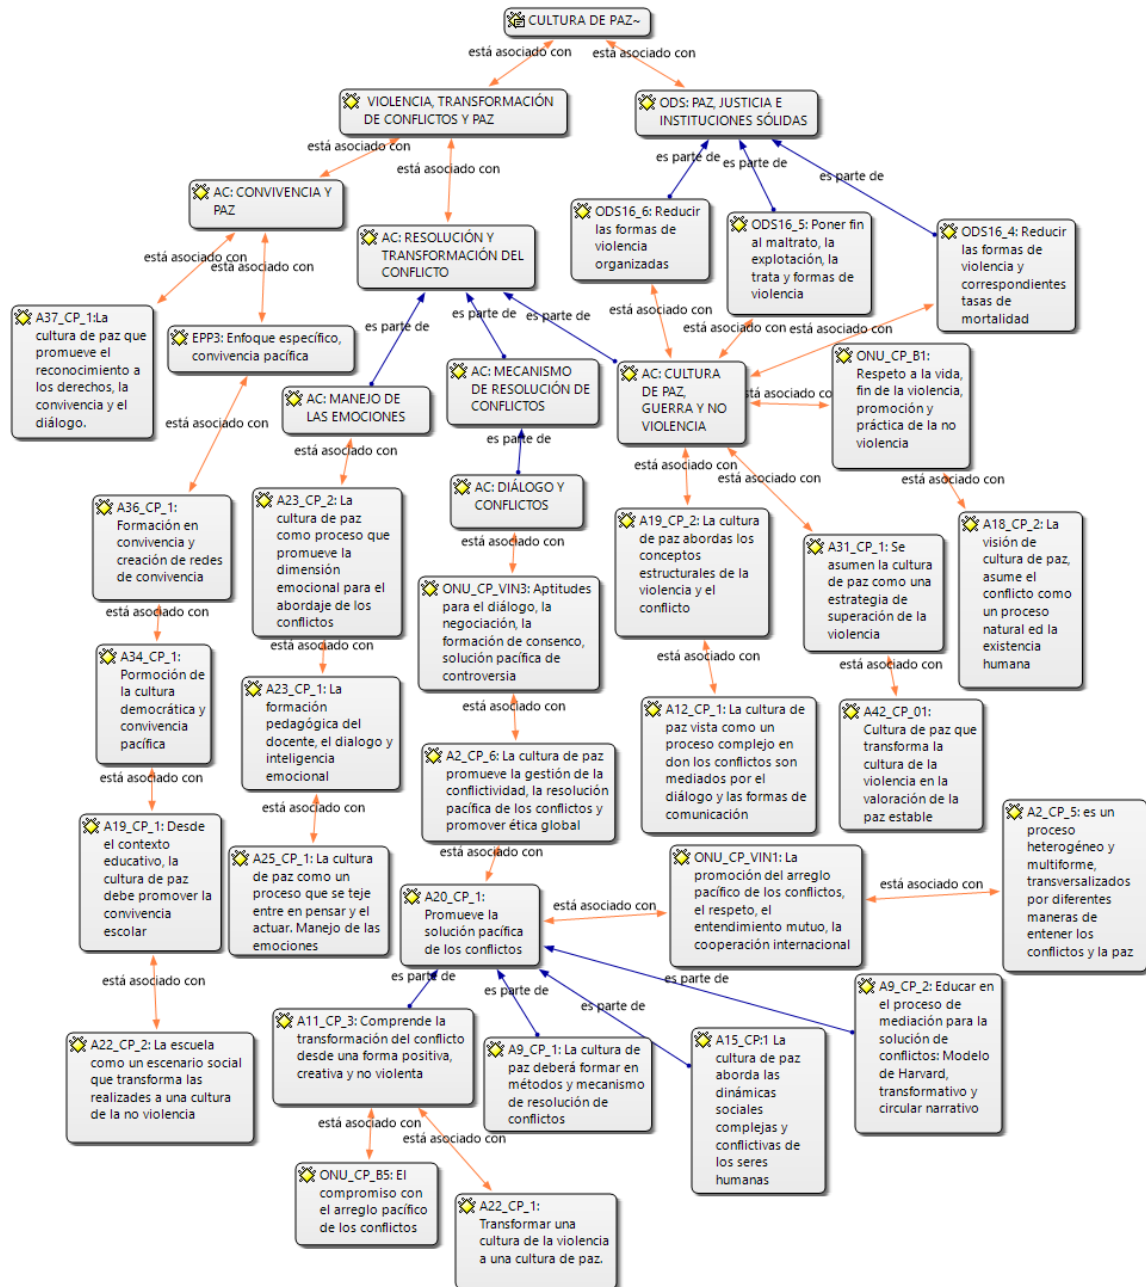 CULTURA DE PAZ~
está asociado con
está asociado con
VIOLENCIA, TRANSFORMACIÓN
DE CONFLICTOS Y PAZ
ODS: PAZ, JUSTICIA E
INSTITUCIONES SÓLIDAS
está asociado con
está asociado con
es parte de
es parte de
es parte de
AC: CONVIVENCIA Y
PAZ
AC: RESOLUCIÓN Y
TRANSFORMACIÓN DEL
CONFLICTO
ODS16_6: Reducir
las formas de
violencia
organizadas
ODS16_5: Poner fin
al maltrato, la
explotación, la
trata y formas de
violencia
ODS16_4: Reducir
las formas de
violencia y
correspondientes
tasas de
mortalidad
está asociado con
está asociado con
es parte de
es parte de
es parte de
está asociado con
está asociado con
está asociado con
A37_CP_1:La
cultura de paz que
promueve el
reconocimiento a
los derechos, la
convivencia y el
diálogo.
EPP3: Enfoque específico,
convivencia pacífica
AC: MANEJO DE
LAS EMOCIONES
AC: MECANISMO
DE RESOLUCIÓN DE
CONFLICTOS
AC: CULTURA
DE PAZ,
GUERRA Y NO
VIOLENCIA
está asociado con
ONU_CP_B1:
Respeto a la vida,
fin de la violencia,
promoción y
práctica de la no
violencia
está asociado con
está asociado con
es parte de
está asociado con
está asociado con
está asociado con
A36_CP_1:
Formación en
convivencia y
creación de redes
de convivencia
A23_CP_2: La
cultura de paz
como proceso que
promueve la
dimensión
emocional para el
abordaje de los
conflictos
AC: DIÁLOGO Y
CONFLICTOS
A19_CP_2: La cultura
de paz abordas los
conceptos
estructurales de la
violencia y el
conflicto
A31_CP_1: Se
asumen la cultura
de paz como una
estrategia de
superación de la
violencia
A18_CP_2: La
visión de
cultura de paz,
asume el
conflicto como
un proceso
natural ed la
existencia
humana
está asociado con
está asociado con
está asociado con
está asociado con
está asociado con
ONU_CP_VIN3: Aptitudes
para el diálogo, la
negociación, la
formación de consenco,
solución pacífica de
controversia
A34_CP_1:
Pormoción de
la cultura
democrática y
convivencia
pacífica
A23_CP_1: La
formación
pedagógica del
docente, el dialogo y
inteligencia
emocional
A12_CP_1: La cultura de
paz vista como un
proceso complejo en
don los conflictos son
mediados por el
diálogo y las formas de
comunicación
A42_CP_01:
Cultura de paz que
transforma la
cultura de la
violencia en la
valoración de la
paz estable
está asociado con
está asociado con
está asociado con
A2_CP_6: La cultura de paz
promueve la gestión de la
conflictividad, la resolución
pacífica de los conflictos y
promover ética global
A19_CP_1: Desde
el contexto
educativo, la
cultura de paz
debe promover la
convivencia
escolar
A25_CP_1: La cultura
de paz como un
proceso que se teje
entre en pensar y el
actuar. Manejo de las
emociones
está asociado con
A20_CP_1:
Promueve la
solución pacífica
de los conflictos
está asociado con
ONU_CP_VIN1: La
promoción del arreglo
pacífico de los conflictos,
el respeto, el
entendimiento mutuo, la
cooperación internacional
está asociado con
A2_CP_5: es un
proceso
heterogéneo y
multiforme,
transversalizados
por diferentes
maneras de
entener los
conflictos y la paz
está asociado con
es parte de
es parte de
es parte de
es parte de
A22_CP_2: La escuela
como un escenario social
que transforma las
realizades a una cultura
de la no violencia
A11_CP_3: Comprende la
transformación del conflicto
desde una forma positiva,
creativa y no violenta
A9_CP_1: La cultura de
paz deberá formar en
métodos y mecanismo
de resolución de
conflictos
A15_CP:1 La
cultura de paz
aborda las
dinámicas
sociales
complejas y
conflictivas de
los seres
humanas
A9_CP_2: Educar en
el proceso de
mediación para la
solución de
conflictos: Modelo
de Harvard,
transformativo y
circular narrativo
está asociado con
está asociado con
ONU_CP_B5: El
compromiso con
el arreglo pacífico
de los conflictos
A22_CP_1:
Transformar una
cultura de la violencia
a una cultura de paz.